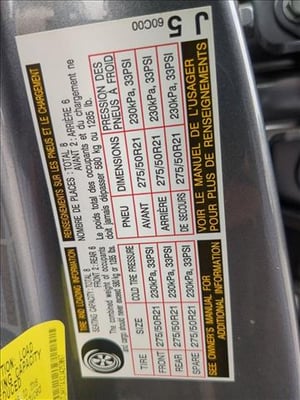 TIRE AND LOADING INFORMATION
SEATING CAPACITY: TOTAL 8
FRONT 2: REAR 6
The combined weight of occupants
and cargo should never exceed 580 kg or 1285 lbs.
TIRE SIZE COLD TIRE PRESSURE
FRONT 275/50R21 230kPA, 33PSI
REAR 275/50R21 230kPA, 33PSI
SPARE 275/50R21 230kPA, 33PSI
SEE OWNER'S MANUAL FOR
ADDITIONAL INFORMATION
RENSEIGNEMENTS SUR LES PNEUS ET LE CHARGEMENT
NOMBRE DE PLACES: TOTAL 8
AVANT 2: ARRIÈRE 6
Le poids total des occupants et du chargement ne
doit jamais dépasser 580 kg ou 1285 lb.
PNEU DIMENSIONS PRESSION DES
PNEUS À FROID
AVANT 275/50R21 230kPA, 33PSI
ARRIÈRE 275/50R21 230kPA, 33PSI
DE SECOURS 275/50R21 230kPA, 33PSI
VOIR LE MANUEL DE L'USAGER
POUR PLUS DE RENSEIGNEMENTS
J 5
60C00
LOAD
CAPACITY